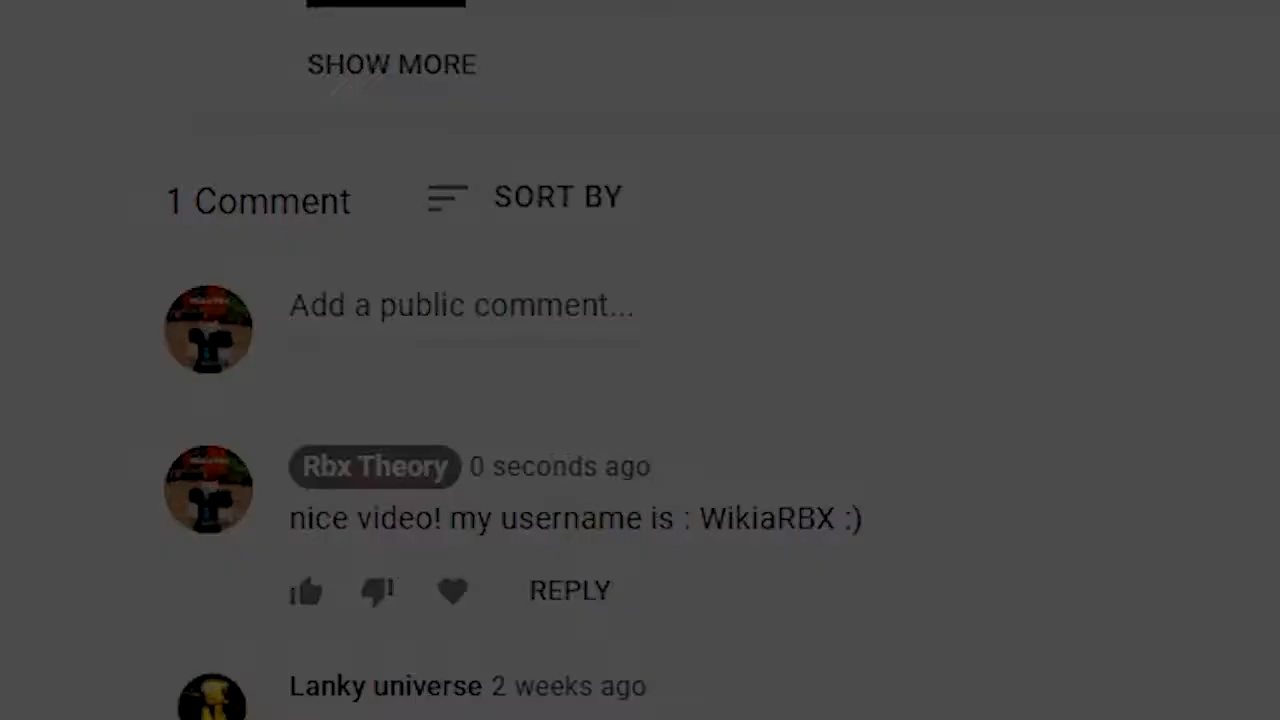 SHOW MORE
1 Comment
SORT BY
Add a public comment...
Rbx Theory 0 seconds ago
nice video! my username is : WikiaRBX :)
REPLY
Lanky universe 2 weeks ago